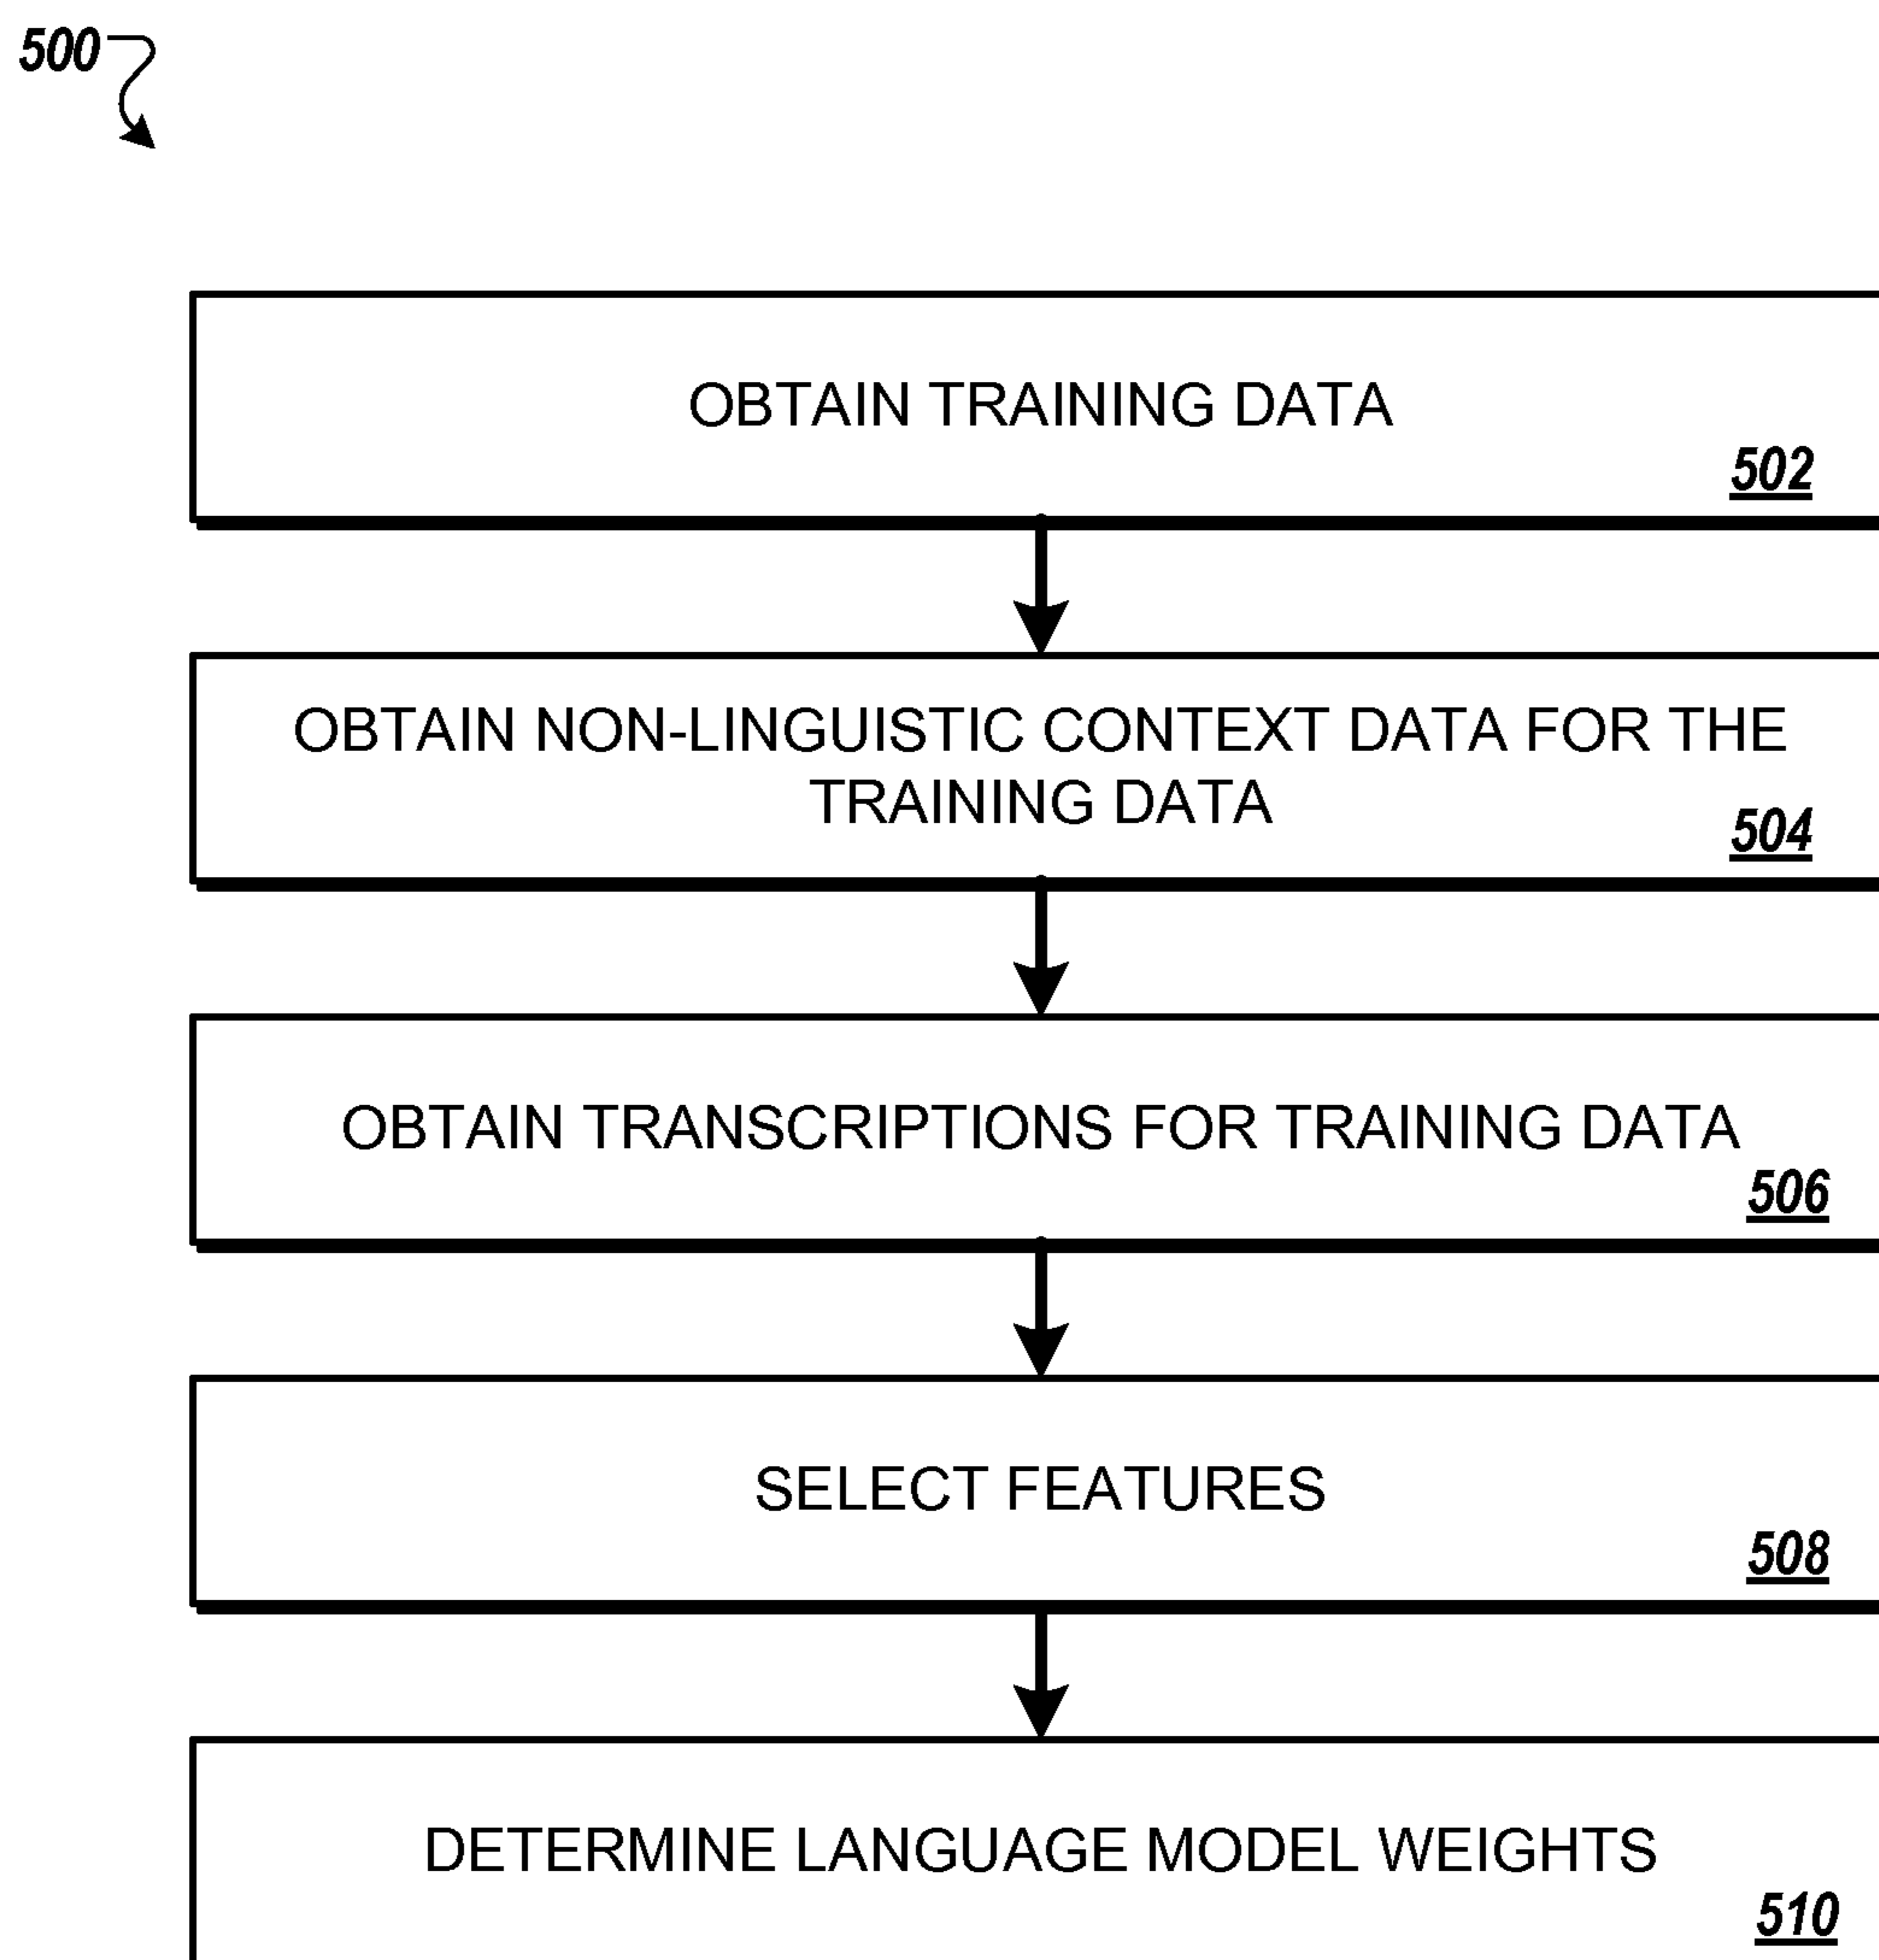 500
OBTAIN TRAINING DATA
502
OBTAIN NON-LINGUISTIC CONTEXT DATA FOR THE
TRAINING DATA
504
OBTAIN TRANSCRIPTIONS FOR TRAINING DATA
506
SELECT FEATURES
508
DETERMINE LANGUAGE MODEL WEIGHTS
510